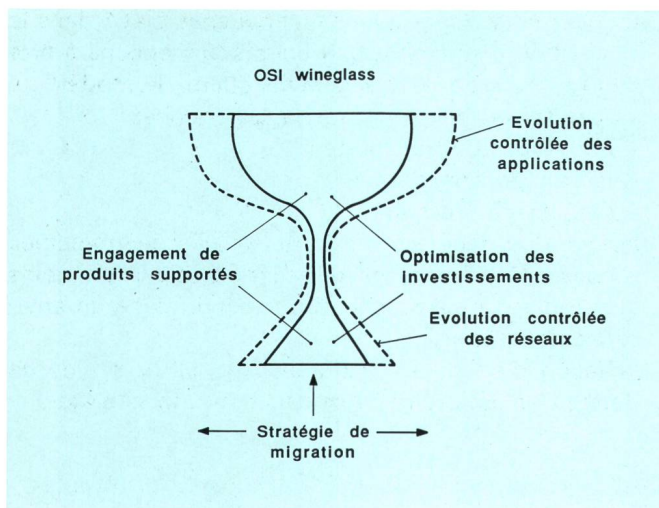 OSI wineglass
Evolution
contrôlée des
applications
Engagement de
produits supportés
Optimisation des
investissements
Evolution contrôlée
des réseaux
Stratégie de
migration